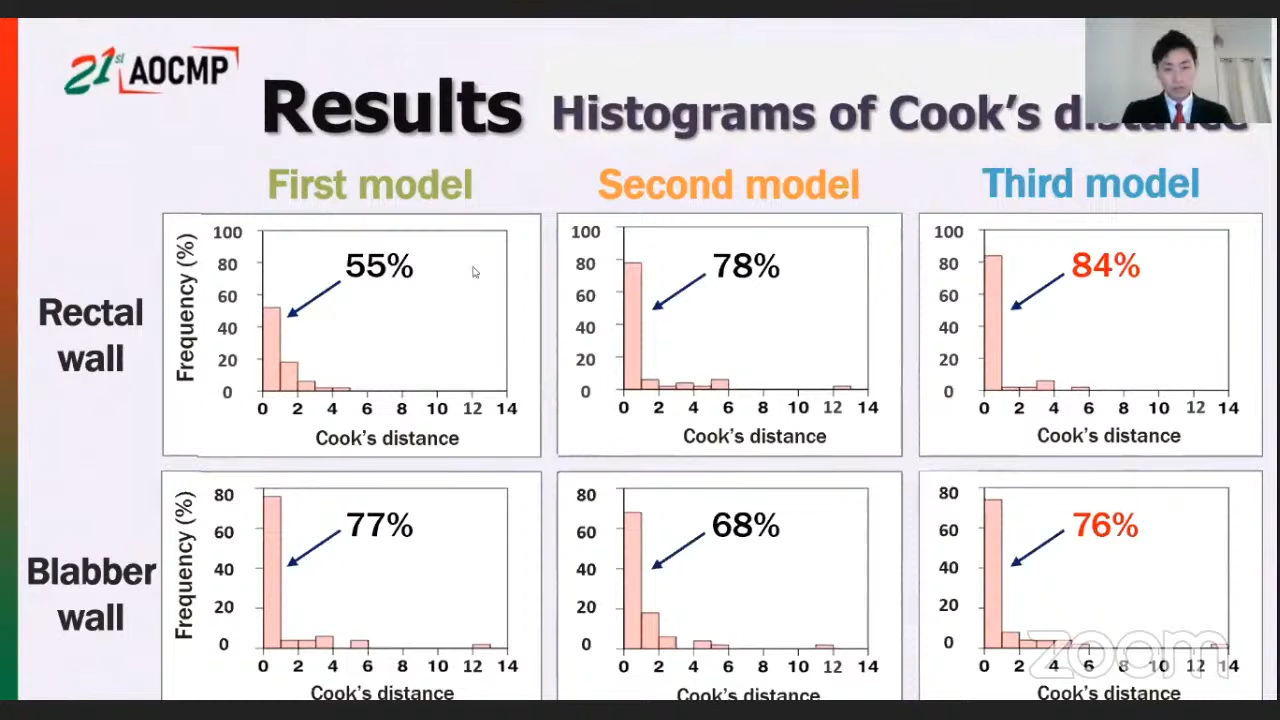 21st AOCMP
Results Histograms of Cook's distance
First model
Second model
Third model
Rectal
wall
Frequency (%)
100
80
60
40
20
0
55%
0 2 4 6 8 10 12 14
Cook's distance
100
80
60
40
20
0
78%
0 2 4 6 8 10 12 14
Cook's distance
100
80
60
40
20
0
84%
0 2 4 6 8 10 12 14
Cook's distance
Blabber
wall
Frequency (%)
80
60
40
20
0
77%
0 2 4 6 8 10 12 14
Cook's distance
80
60
40
20
0
68%
0 2 4 6 8 10 12 14
Cook's distance
80
60
40
20
0
76%
0 2 4 6 8 10 12 14
Cook's distance
zoom